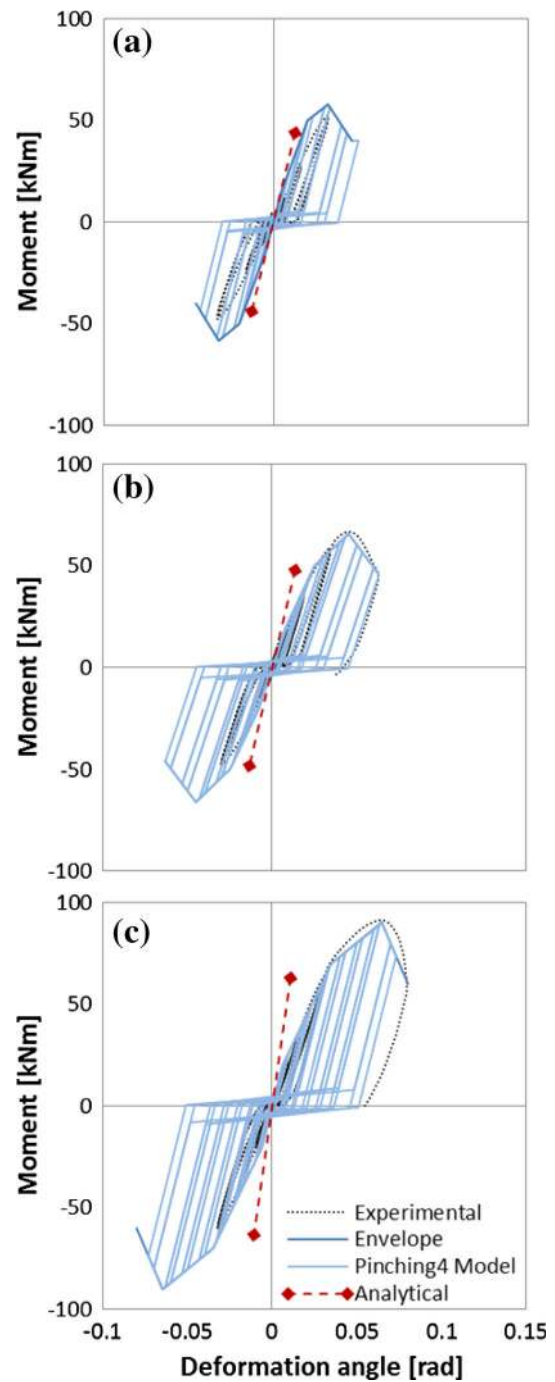 (a)
100
50
0
-50
-100
Moment [kNm]
(b)
100
50
0
-50
-100
Moment [kNm]
(c)
100
50
0
-50
-100
Moment [kNm]
Experimental
Envelope
Pinching4 Model
Analytical
-0.1 -0.05 0 0.05 0.1 0.15
Deformation angle [rad]